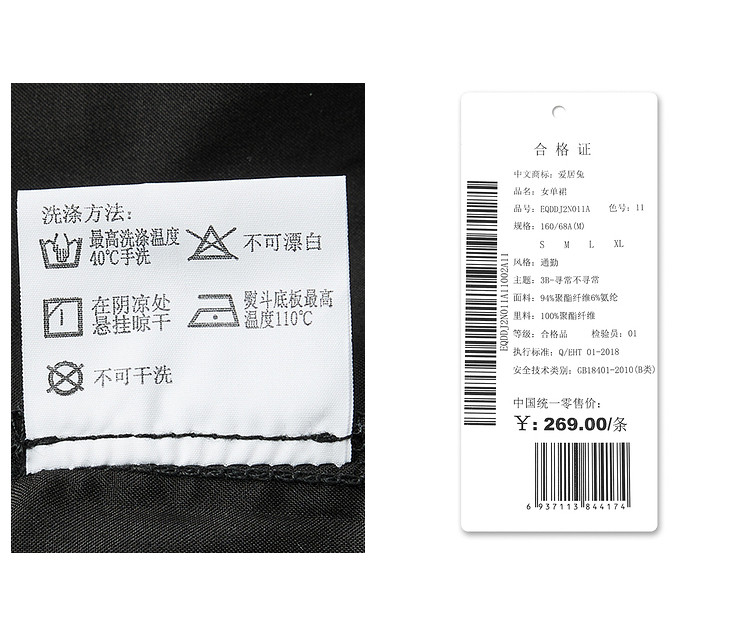 洗涤方法:
最高洗涤温度
40℃手洗
不可漂白
在阴凉处
悬挂晾干
熨斗底板最高
温度110℃
不可干洗
合格证
中文商标: 爱居兔
品名: 女单裙
品号: EQDDJ2N011A 色号: 11
规格: 160/68A(M)
S M L XL
风格: 通勤
主题: 3B-寻常不寻常
面料: 94%聚酯纤维6%氨纶
里料: 100%聚酯纤维
等级: 合格品 检验员: 01
执行标准: Q/EHT 01-2018
安全技术类别: GB18401-2010(B类)
中国统一零售价:
¥: 269.00/条
6 937113 844174
EQDDJ2N011A11002A11